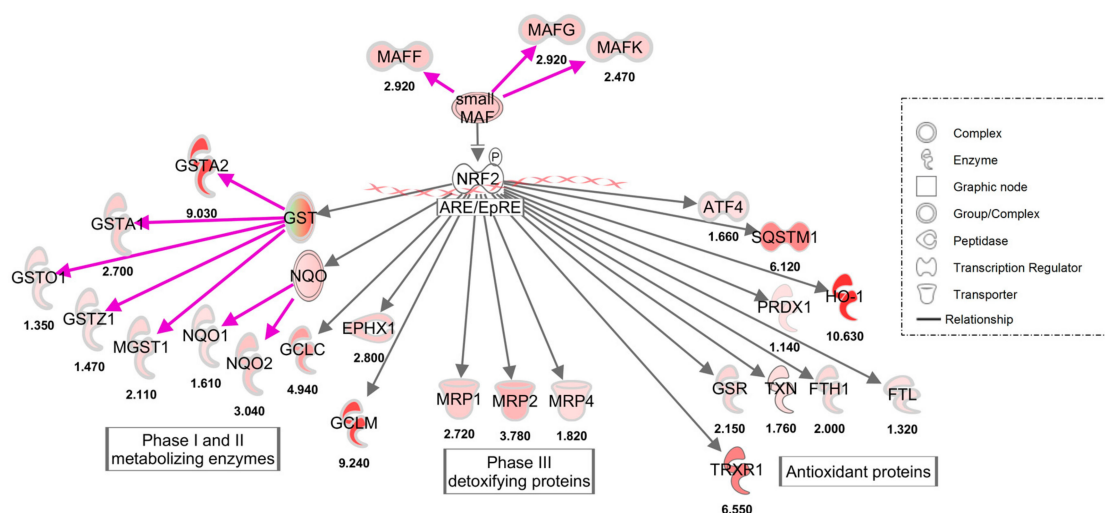 MAFF
2.920
MAFG
2.920
MAFK
2.470
small
MAF
P
NRF2
ARE/EpRE
GSTA2
9.030
GSTA1
2.700
GST
GSTO1
1.350
GSTZ1
1.470
MGST1
2.110
NQO
NQO1
1.610
NQO2
3.040
GCLC
4.940
EPHX1
2.800
GCLM
9.240
Phase I and II
metabolizing enzymes
MRP1
2.720
MRP2
3.780
MRP4
1.820
Phase III
detoxifying proteins
ATF4
1.660
SQSTM1
6.120
PRDX1
1.140
HO-1
10.630
GSR
2.150
TXN
1.760
FTH1
2.000
FTL
1.320
TRXR1
6.550
Antioxidant proteins
Complex
Enzyme
Graphic node
Group/Complex
Peptidase
Transcription Regulator
Transporter
Relationship